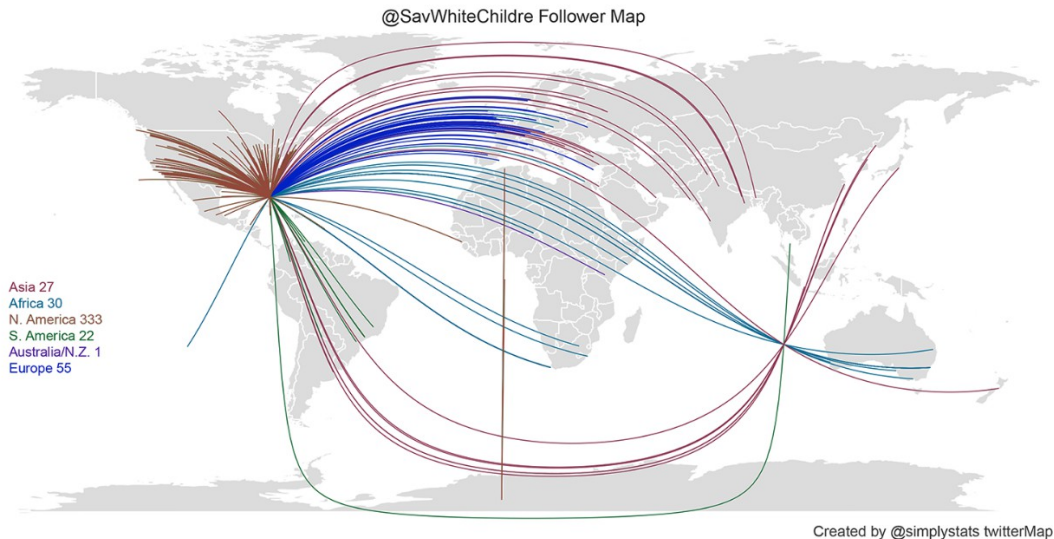 @SavWhiteChildre Follower Map
Asia 27
Africa 30
N. America 333
S. America 22
Australia/N.Z. 1
Europe 55
Created by @simplystats twitterMap